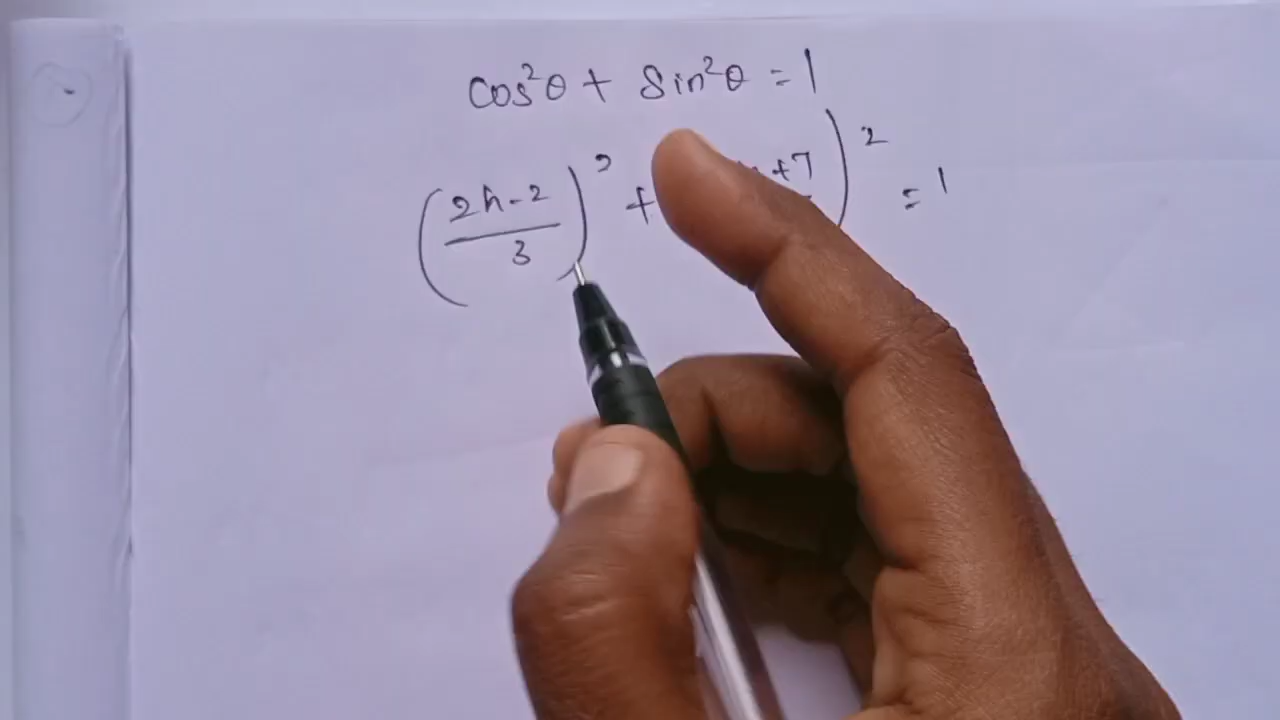 cos²θ + sin²θ = 1
(2h-2/3)² + +7)² = 1